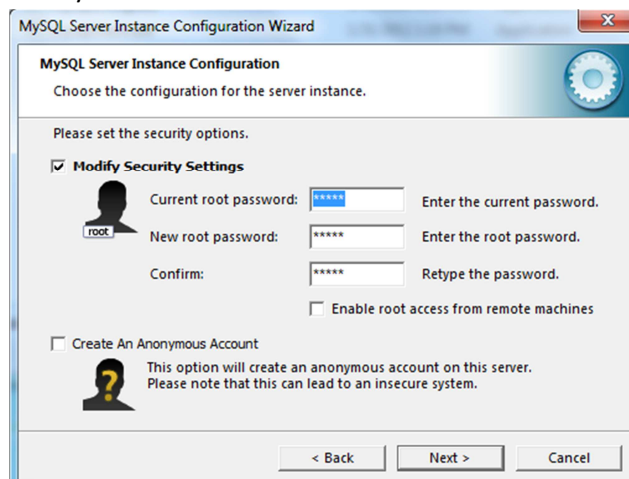 MySQL Server Instance Configuration Wizard
MySQL Server Instance Configuration
Choose the configuration for the server instance.
Please set the security options.
Modify Security Settings
root
Current root password: ***** Enter the current password.
New root password: ***** Enter the root password.
Confirm: ***** Retype the password.
Enable root access from remote machines
Create An Anonymous Account
This option will create an anonymous account on this server.
Please note that this can lead to an insecure system.
< Back Next > Cancel